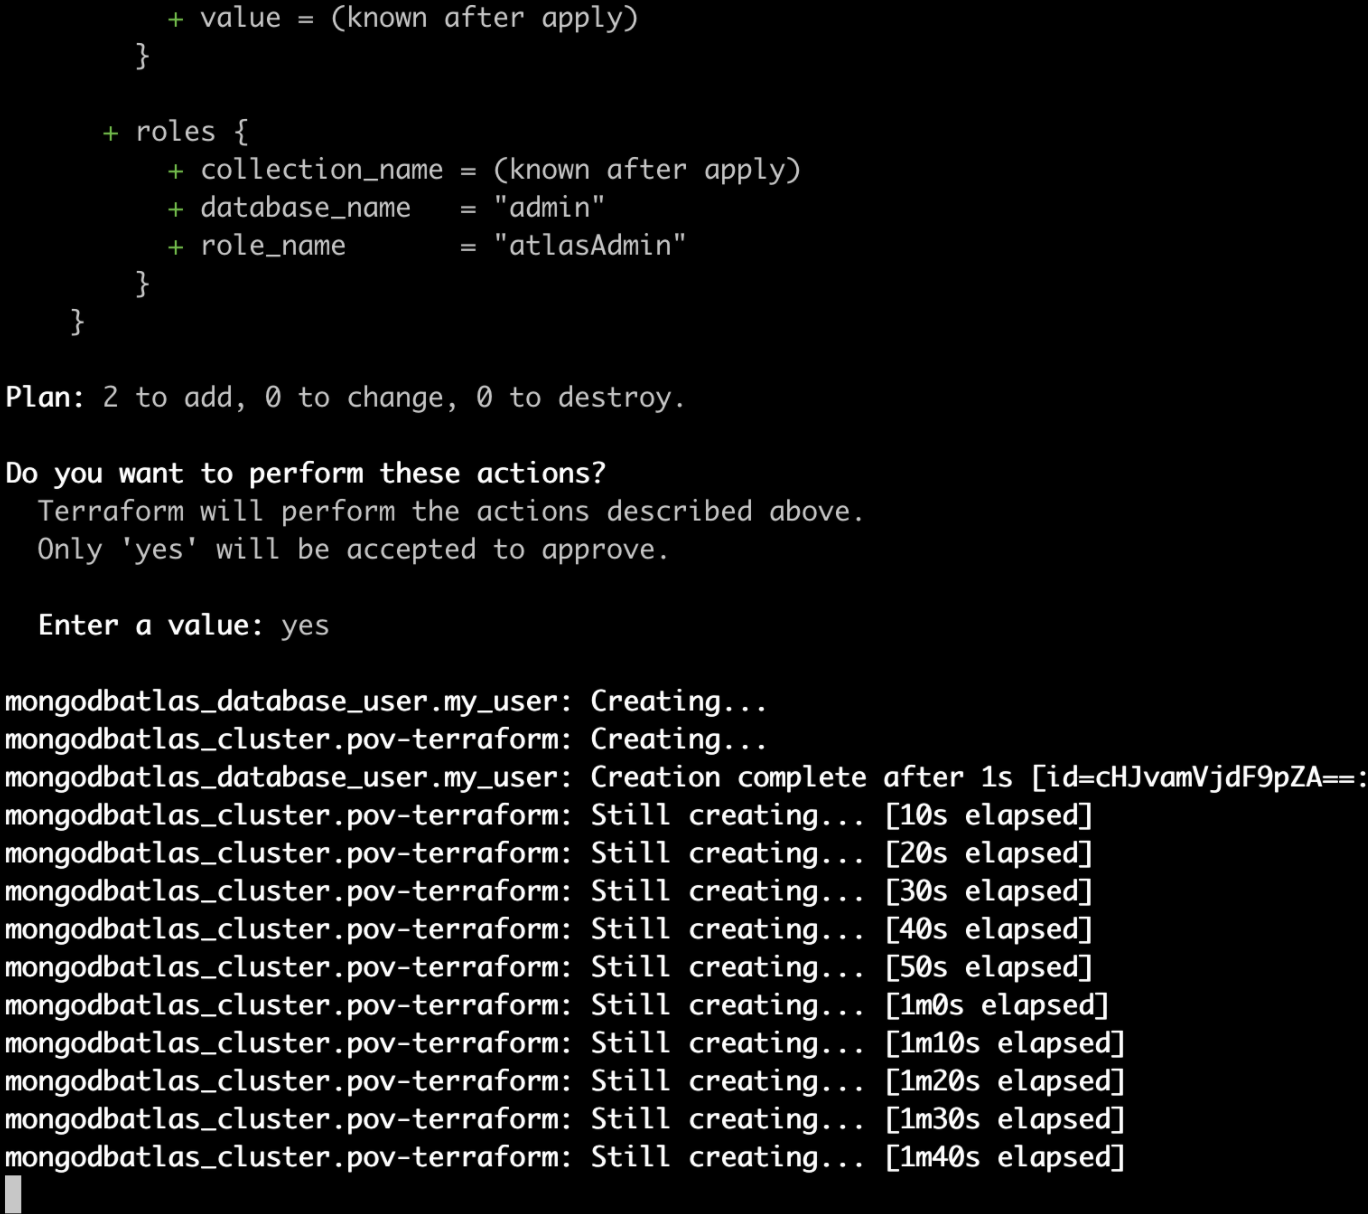 + value = (known after apply)
}
+ roles {
+ collection_name = (known after apply)
+ database_name   = "admin"
+ role_name       = "atlasAdmin"
}
}
Plan: 2 to add, 0 to change, 0 to destroy.
Do you want to perform these actions?
Terraform will perform the actions described above.
Only 'yes' will be accepted to approve.
Enter a value: yes
mongodbatlas_database_user.my_user: Creating...
mongodbatlas_cluster.pov-terraform: Creating...
mongodbatlas_database_user.my_user: Creation complete after 1s [id=cHJvamVjdF9pZA==:
mongodbatlas_cluster.pov-terraform: Still creating... [10s elapsed]
mongodbatlas_cluster.pov-terraform: Still creating... [20s elapsed]
mongodbatlas_cluster.pov-terraform: Still creating... [30s elapsed]
mongodbatlas_cluster.pov-terraform: Still creating... [40s elapsed]
mongodbatlas_cluster.pov-terraform: Still creating... [50s elapsed]
mongodbatlas_cluster.pov-terraform: Still creating... [1m0s elapsed]
mongodbatlas_cluster.pov-terraform: Still creating... [1m10s elapsed]
mongodbatlas_cluster.pov-terraform: Still creating... [1m20s elapsed]
mongodbatlas_cluster.pov-terraform: Still creating... [1m30s elapsed]
mongodbatlas_cluster.pov-terraform: Still creating... [1m40s elapsed]